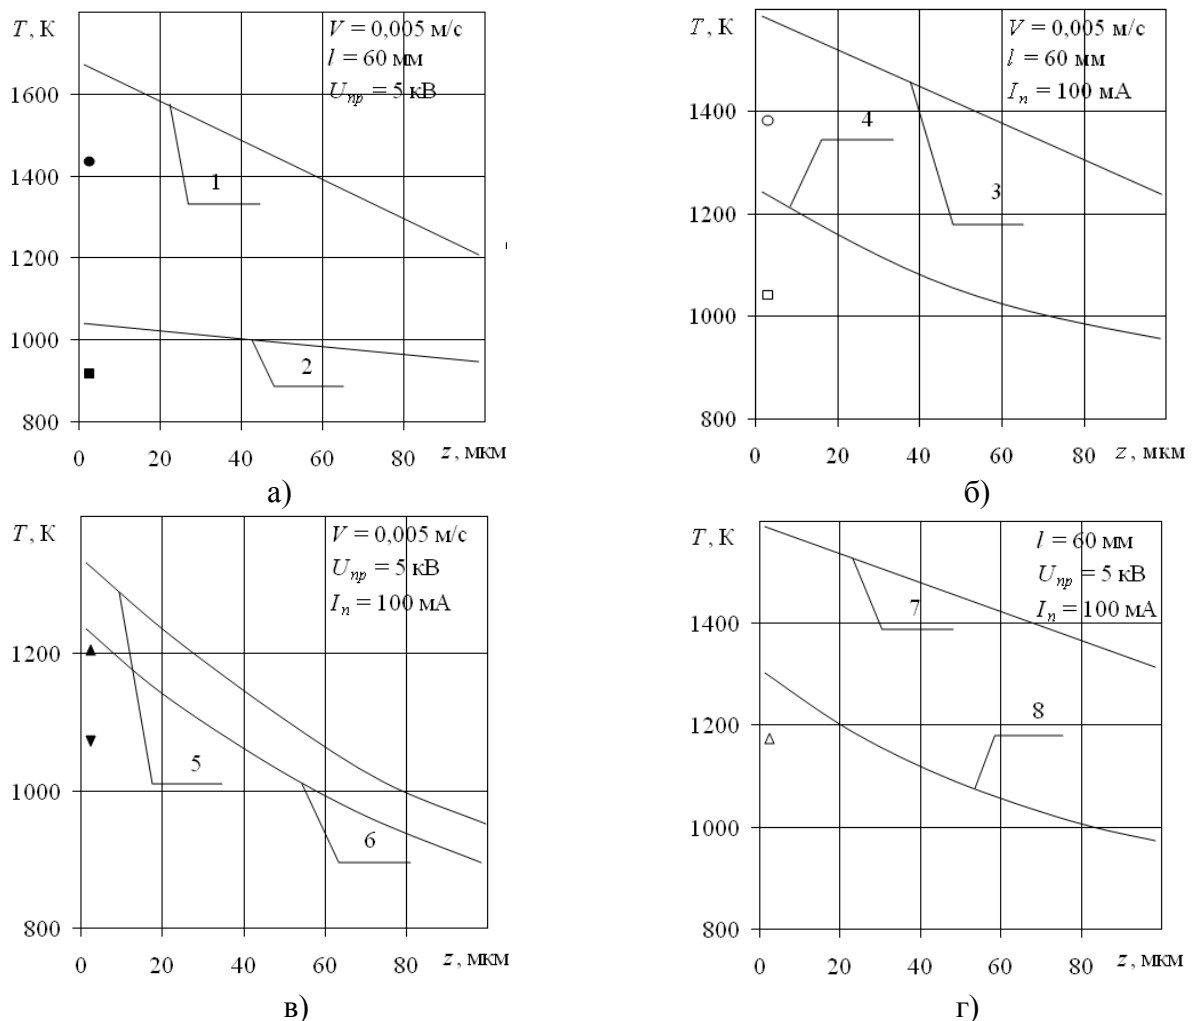 T, К
V = 0,005 м/с
l = 60 мм
U_пр = 5 кВ
1600
1400
1
1200
1000
2
800
0 20 40 60 80 z, мкм
а)
T, К
V = 0,005 м/с
l = 60 мм
I_п = 100 мА
1400
4
1200
3
1000
800
0 20 40 60 80 z, мкм
б)
T, К
V = 0,005 м/с
U_пр = 5 кВ
I_п = 100 мА
1200
5
1000
6
800
0 20 40 60 80 z, мкм
в)
T, К
l = 60 мм
U_пр = 5 кВ
I_п = 100 мА
1400
7
1200
8
1000
800
0 20 40 60 80 z, мкм
г)